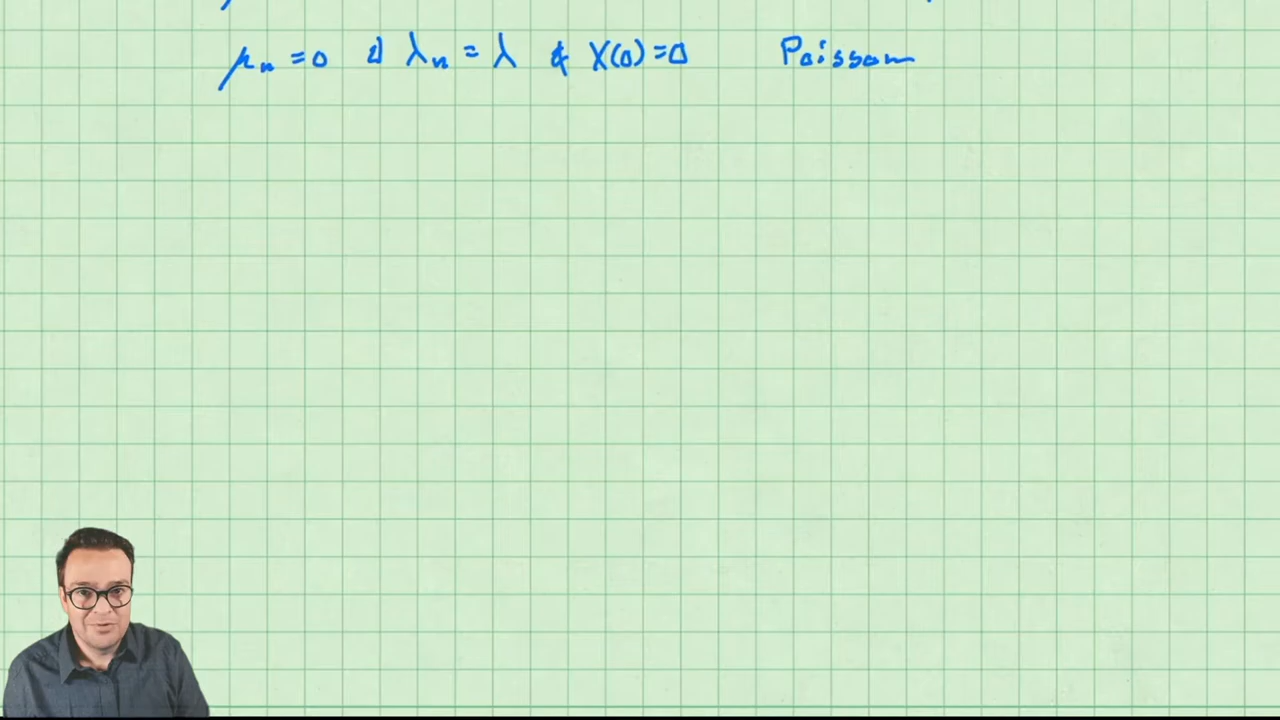 μₙ = 0 & λₙ = λ & X(0) = 0 Poisson